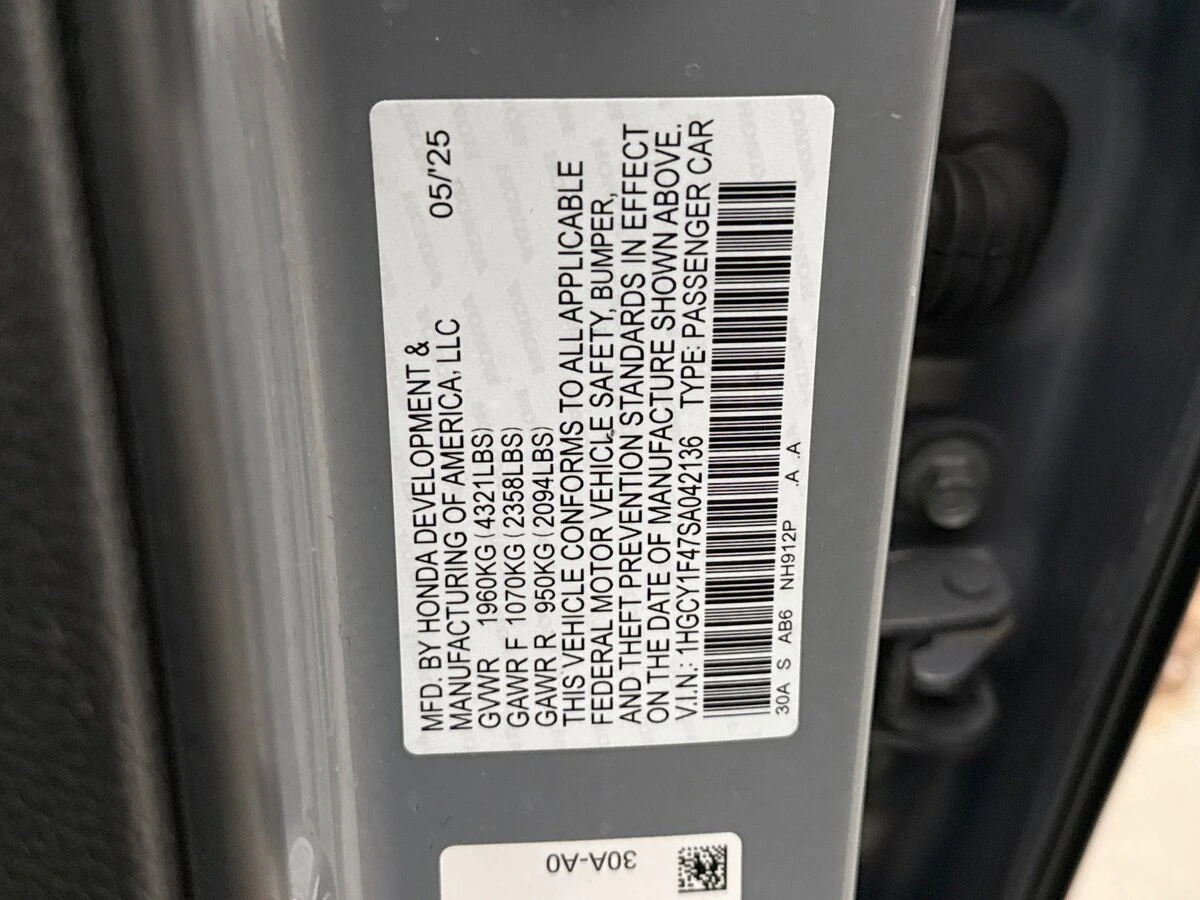 05/'25
MFD. BY HONDA DEVELOPMENT &
MANUFACTURING OF AMERICA, LLC
GVWR 1960KG (4321LBS)
GAWR F 1070KG (2358LBS)
GAWR R 950KG (2094LBS)
THIS VEHICLE CONFORMS TO ALL APPLICABLE
FEDERAL MOTOR VEHICLE SAFETY, BUMPER,
AND THEFT PREVENTION STANDARDS IN EFFECT
ON THE DATE OF MANUFACTURE SHOWN ABOVE.
V.I.N.: 1HGCY1F47SA042136 TYPE: PASSENGER CAR
30A S AB6 NH912P .A .A
30A-A0